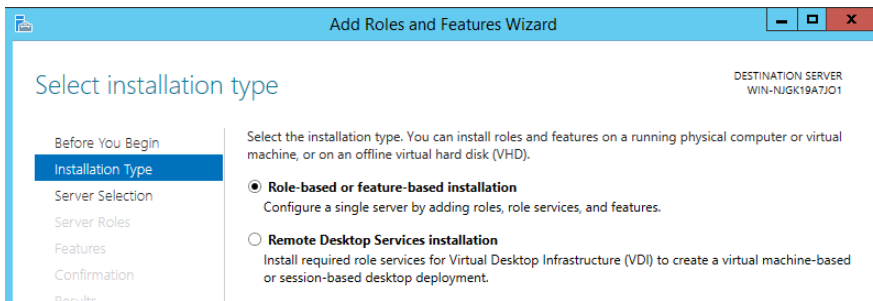 Add Roles and Features Wizard
Select installation type
DESTINATION SERVER
WIN-NJGK19A7JO1
Before You Begin
Installation Type
Server Selection
Server Roles
Features
Confirmation
Results
Select the installation type. You can install roles and features on a running physical computer or virtual
machine, or on an offline virtual hard disk (VHD).
Role-based or feature-based installation
Configure a single server by adding roles, role services, and features.
Remote Desktop Services installation
Install required role services for Virtual Desktop Infrastructure (VDI) to create a virtual machine-based
or session-based desktop deployment.